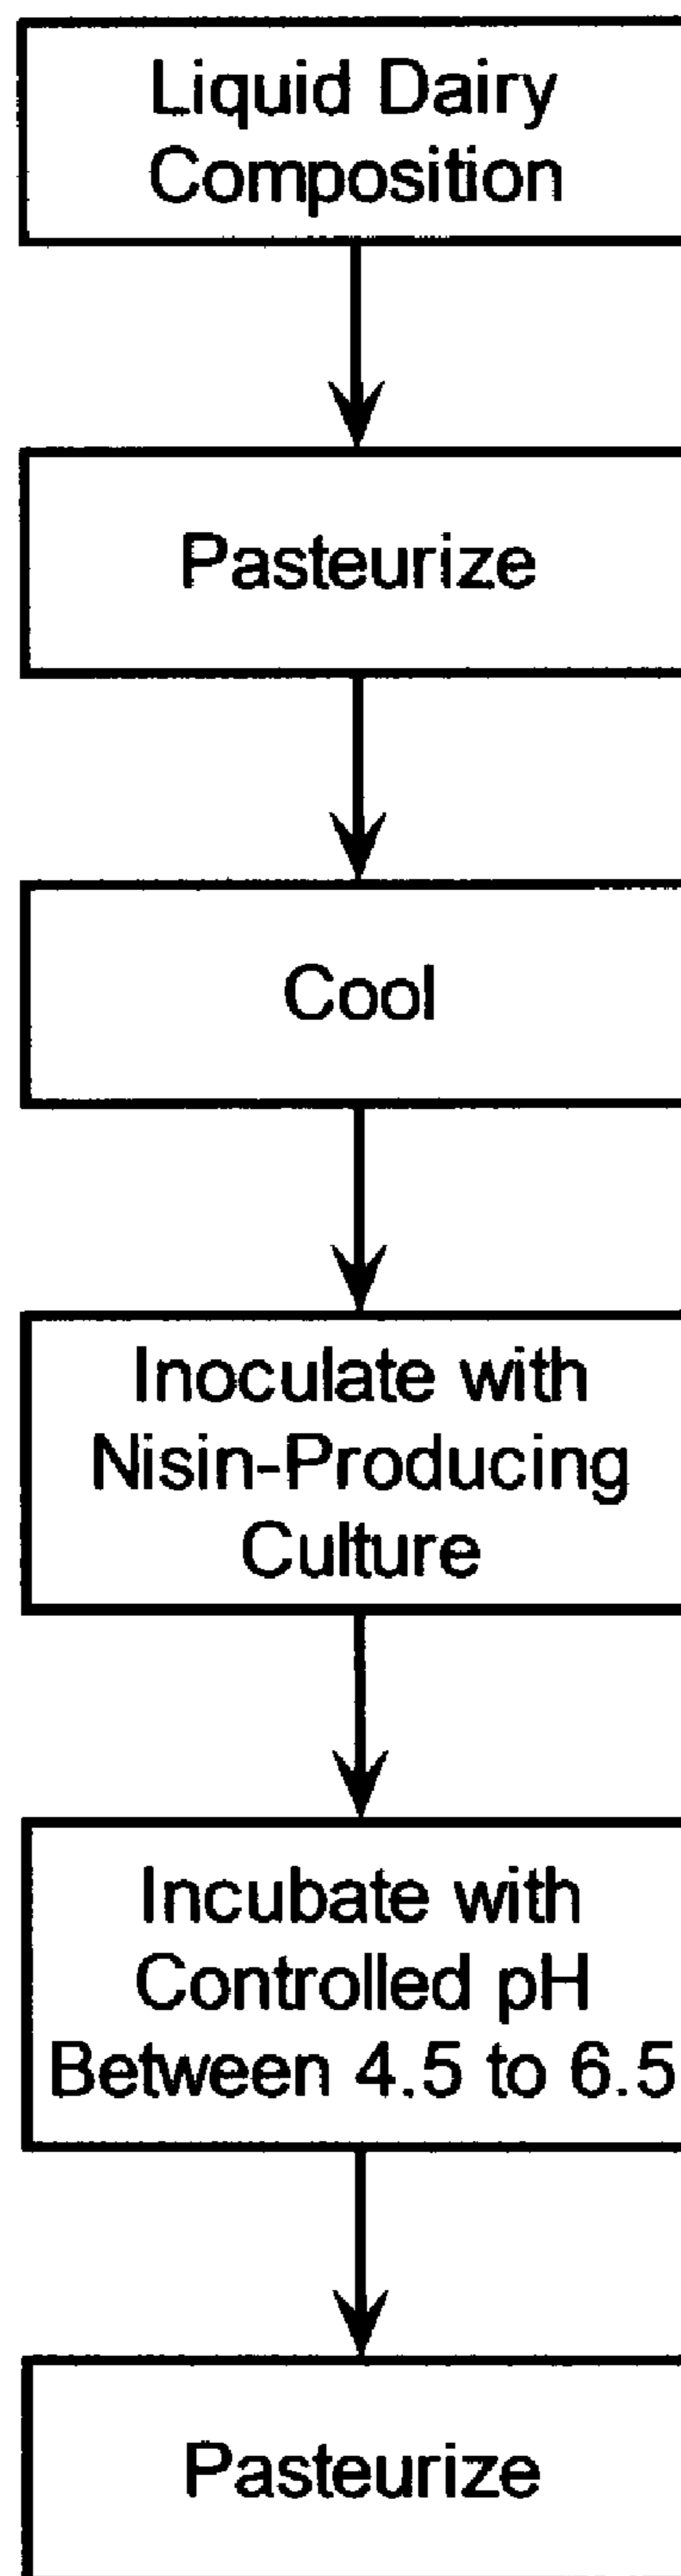 Liquid Dairy
Composition
Pasteurize
Cool
Inoculate with
Nisin-Producing
Culture
Incubate with
Controlled pH
Between 4.5 to 6.5
Pasteurize